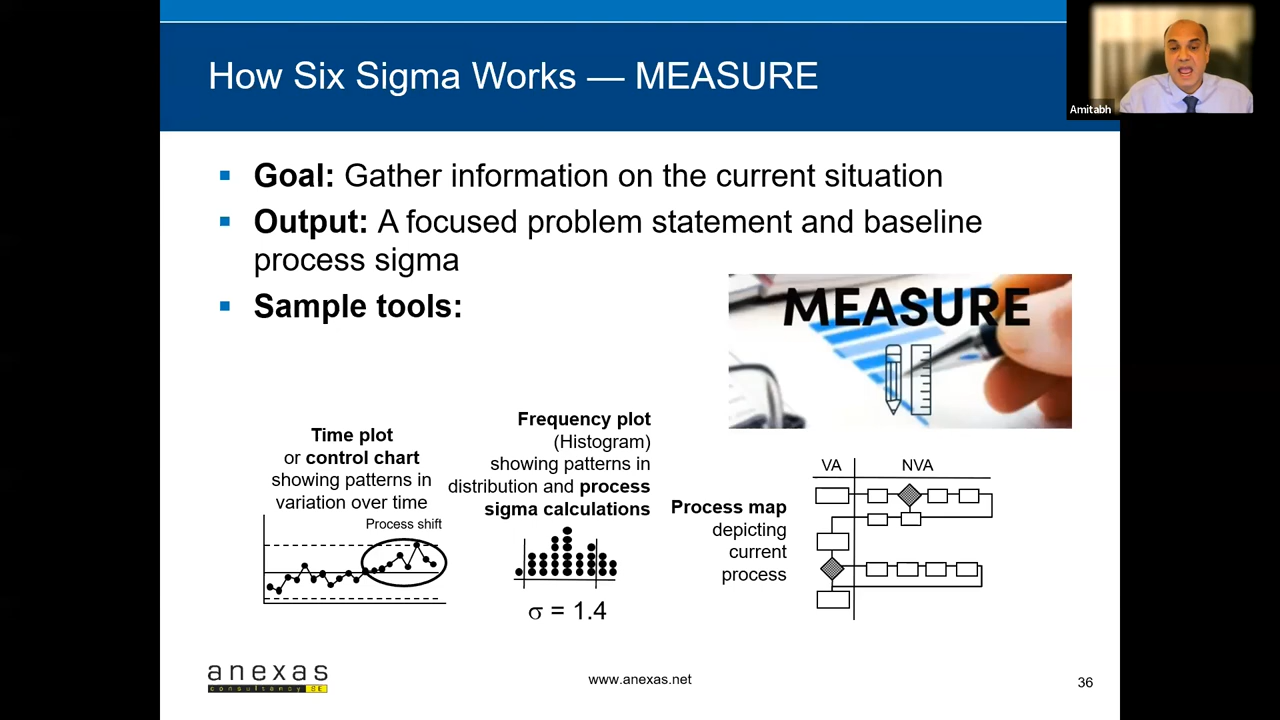 How Six Sigma Works — MEASURE
Amitabh
Goal: Gather information on the current situation
Output: A focused problem statement and baseline
process sigma
Sample tools:
MEASURE
Time plot
or control chart
showing patterns in
variation over time
Process shift
Frequency plot
(Histogram)
showing patterns in
distribution and process
sigma calculations
σ = 1.4
Process map
depicting
current
process
VA
NVA
anexas
consultancy SE
www.anexas.net
36